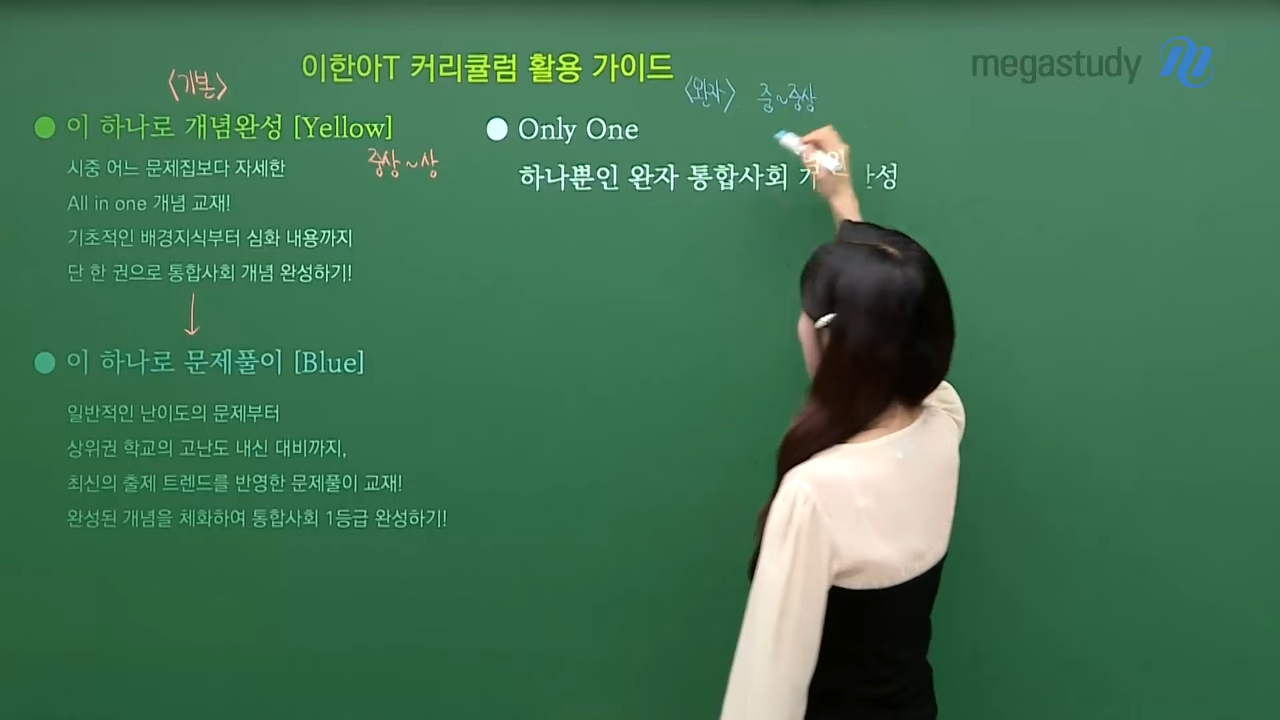 이한아T 커리큘럼 활용 가이드
megastudy
<기본>
이 하나로 개념완성 [Yellow]
중상~상
시중 어느 문제집보다 자세한
All in one 개념 교재!
기초적인 배경지식부터 심화 내용까지
단 한 권으로 통합사회 개념 완성하기!
↓
이 하나로 문제풀이 [Blue]
일반적인 난이도의 문제부터
상위권 학교의 고난도 내신 대비까지,
최신의 출제 트렌드를 반영한 문제풀이 교재!
완성된 개념을 체화하여 통합사회 1등급 완성하기!
<완자> 중~중상
Only One
하나뿐인 완자 통합사회